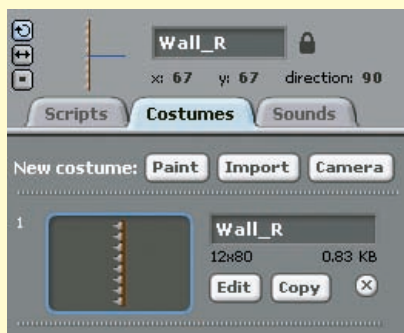 Wall_R
x: 67 y: 67 direction: 90
Scripts Costumes Sounds
New costume: Paint Import Camera
1
Wall_R
12x80 0.83 KB
Edit Copy